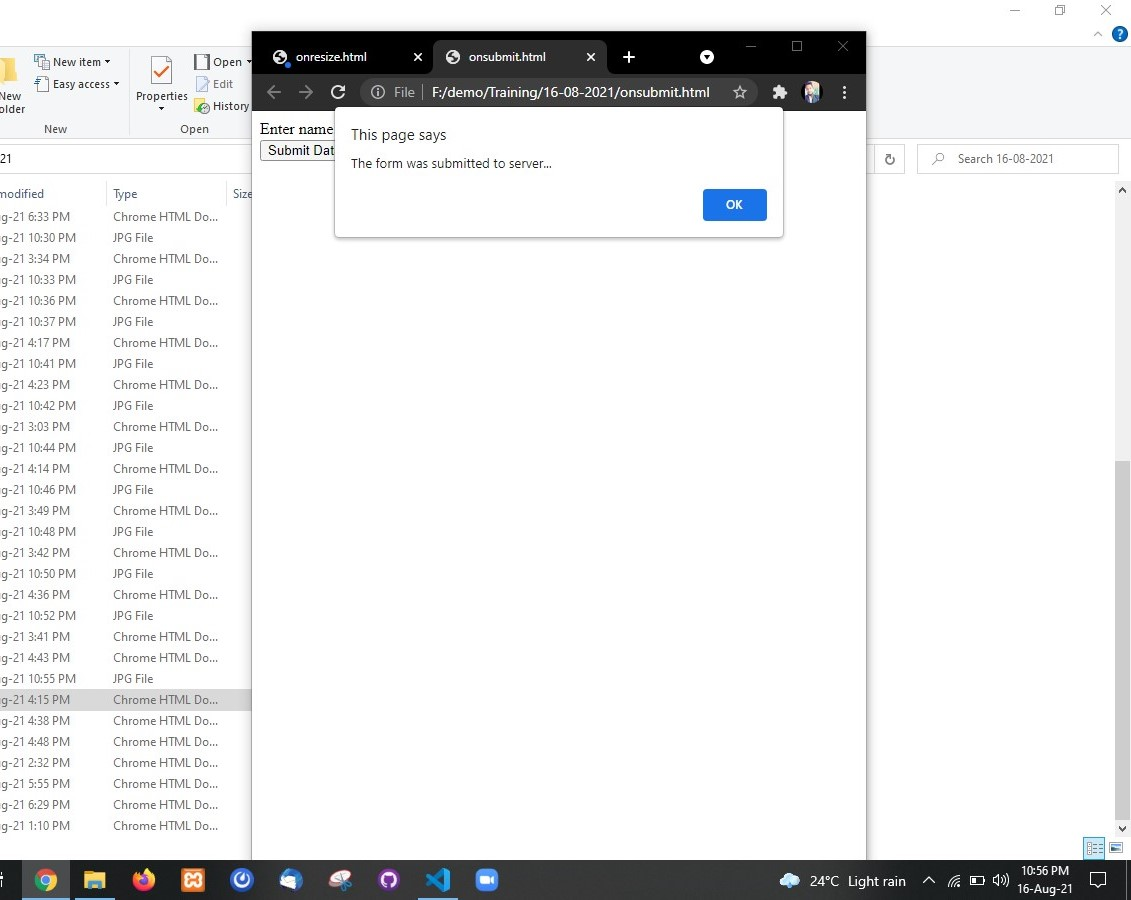 New item
Easy access
New
older
New
Properties
Open
Edit
History
Open
21
Search 16-08-2021
modified Type Size
g-21 6:33 PM Chrome HTML Do...
g-21 10:30 PM JPG File
g-21 3:34 PM Chrome HTML Do...
g-21 10:33 PM JPG File
g-21 10:36 PM Chrome HTML Do...
g-21 10:37 PM JPG File
g-21 4:17 PM Chrome HTML Do...
g-21 10:41 PM JPG File
g-21 4:23 PM Chrome HTML Do...
g-21 10:42 PM JPG File
g-21 3:03 PM Chrome HTML Do...
g-21 10:44 PM JPG File
g-21 4:14 PM Chrome HTML Do...
g-21 10:46 PM JPG File
g-21 3:49 PM Chrome HTML Do...
g-21 10:48 PM JPG File
g-21 3:42 PM Chrome HTML Do...
g-21 10:50 PM JPG File
g-21 4:36 PM Chrome HTML Do...
g-21 10:52 PM JPG File
g-21 3:41 PM Chrome HTML Do...
g-21 4:43 PM Chrome HTML Do...
g-21 10:55 PM JPG File
g-21 4:15 PM Chrome HTML Do...
g-21 4:38 PM Chrome HTML Do...
g-21 4:48 PM Chrome HTML Do...
g-21 2:32 PM Chrome HTML Do...
g-21 5:55 PM Chrome HTML Do...
g-21 6:29 PM Chrome HTML Do...
g-21 1:10 PM Chrome HTML Do...
onresize.html onsubmit.html
File F:/demo/Training/16-08-2021/onsubmit.html
Enter name
Submit Dat
This page says
The form was submitted to server...
OK
24°C Light rain
10:56 PM
16-Aug-21